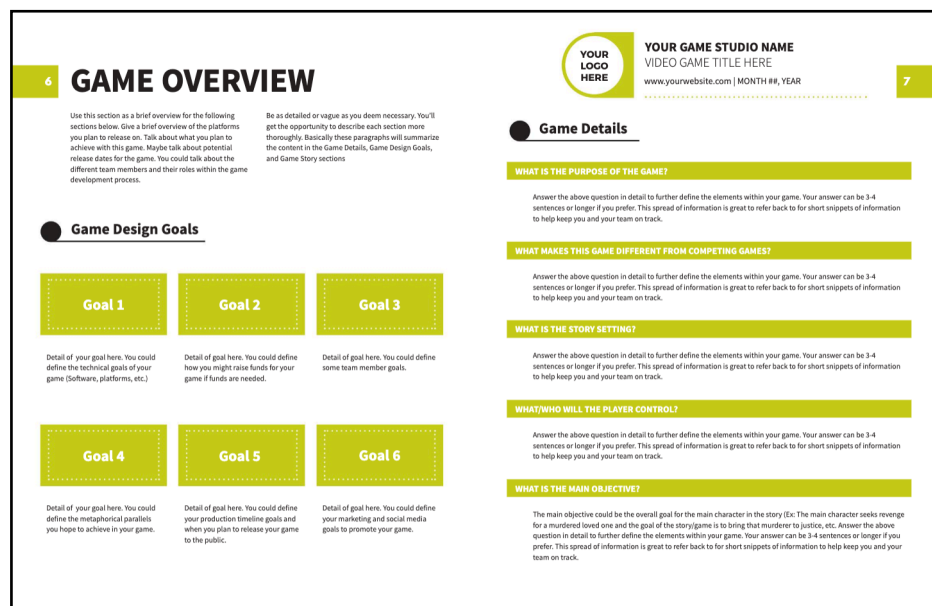 6
GAME OVERVIEW
Use this section as a brief overview for the following
sections below. Give a brief overview of the platforms
you plan to release on. Talk about what you plan to
achieve with this game. Maybe talk about potential
release dates for the game. You could talk about the
different team members and their roles within the game
development process.
Be as detailed or vague as you deem necessary. You'll
get the opportunity to describe each section more
thoroughly. Basically these paragraphs will summarize
the content in the Game Details, Game Design Goals,
and Game Story sections
Game Design Goals
Goal 1
Goal 2
Goal 3
Detail of your goal here. You could
define the technical goals of your
game (Software, platforms, etc.)
Detail of goal here. You could define
how you might raise funds for your
game if funds are needed.
Detail of goal here. You could define
some team member goals.
Goal 4
Goal 5
Goal 6
Detail of your goal here. You could
define the metaphorical parallels
you hope to achieve in your game.
Detail of goal here. You could define
your production timeline goals and
when you plan to release your game
to the public.
Detail of goal here. You could define
your marketing and social media
goals to promote your game.
YOUR
LOGO
HERE
YOUR GAME STUDIO NAME
VIDEO GAME TITLE HERE
www.yourwebsite.com | MONTH ##, YEAR
7
Game Details
WHAT IS THE PURPOSE OF THE GAME?
Answer the above question in detail to further define the elements within your game. Your answer can be 3-4
sentences or longer if you prefer. This spread of information is great to refer back to for short snippets of information
to help keep you and your team on track.
WHAT MAKES THIS GAME DIFFERENT FROM COMPETING GAMES?
Answer the above question in detail to further define the elements within your game. Your answer can be 3-4
sentences or longer if you prefer. This spread of information is great to refer back to for short snippets of information
to help keep you and your team on track.
WHAT IS THE STORY SETTING?
Answer the above question in detail to further define the elements within your game. Your answer can be 3-4
sentences or longer if you prefer. This spread of information is great to refer back to for short snippets of information
to help keep you and your team on track.
WHAT/WHO WILL THE PLAYER CONTROL?
Answer the above question in detail to further define the elements within your game. Your answer can be 3-4
sentences or longer if you prefer. This spread of information is great to refer back to for short snippets of information
to help keep you and your team on track.
WHAT IS THE MAIN OBJECTIVE?
The main objective could be the overall goal for the main character in the story (Ex: The main character seeks revenge
for a murdered loved one and the goal of the story/game is to bring that murderer to justice, etc. Answer the above
question in detail to further define the elements within your game. Your answer can be 3-4 sentences or longer if you
prefer. This spread of information is great to refer back to for short snippets of information to help keep you and your
team on track.